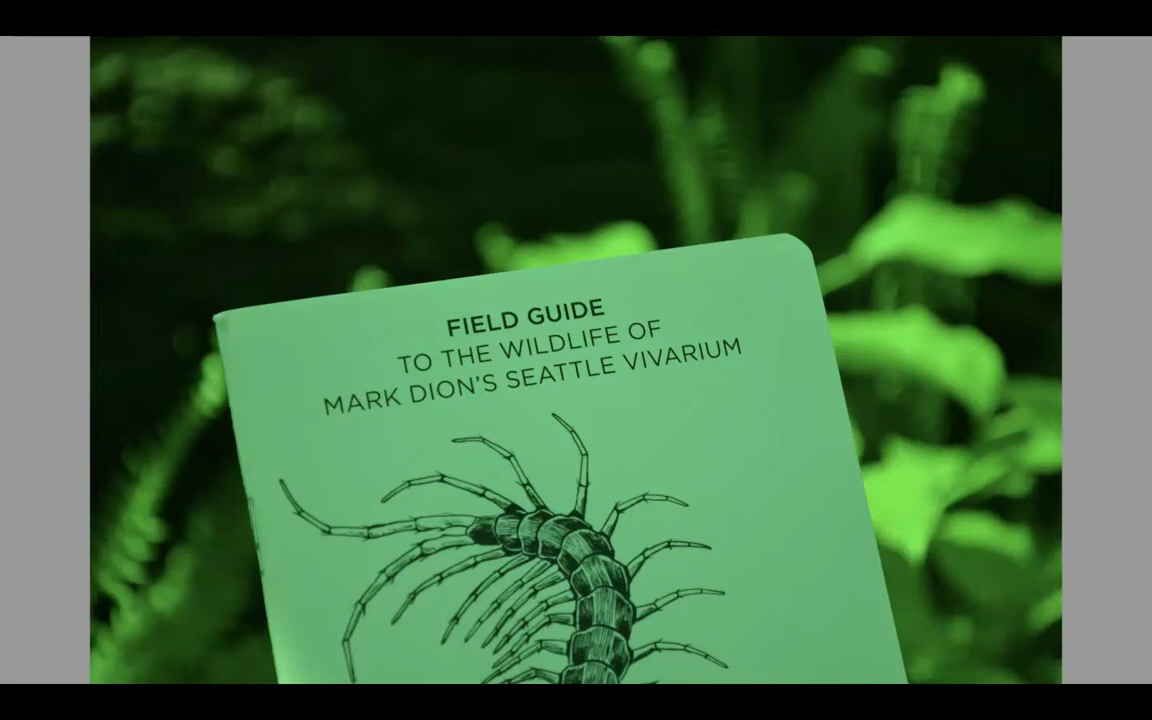 FIELD GUIDE
TO THE WILDLIFE OF
MARK DION'S SEATTLE VIVARIUM